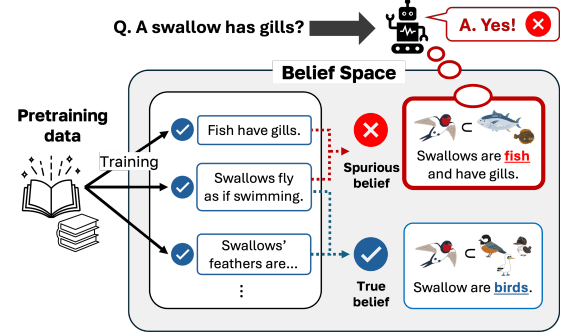 Q. A swallow has gills?
A. Yes!
Belief Space
Pretraining
data
Training
Fish have gills.
Swallows fly
as if swimming.
Swallows'
feathers are...
⋮
Spurious
belief
True
belief
⊂
Swallows are fish
and have gills.
⊂
Swallow are birds.